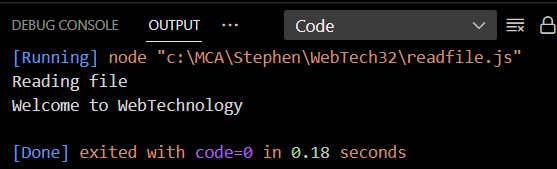 DEBUG CONSOLE OUTPUT ... Code
[Running] node "c:\MCA\Stephen\WebTech32\readfile.js"
Reading file
Welcome to WebTechnology
[Done] exited with code=0 in 0.18 seconds